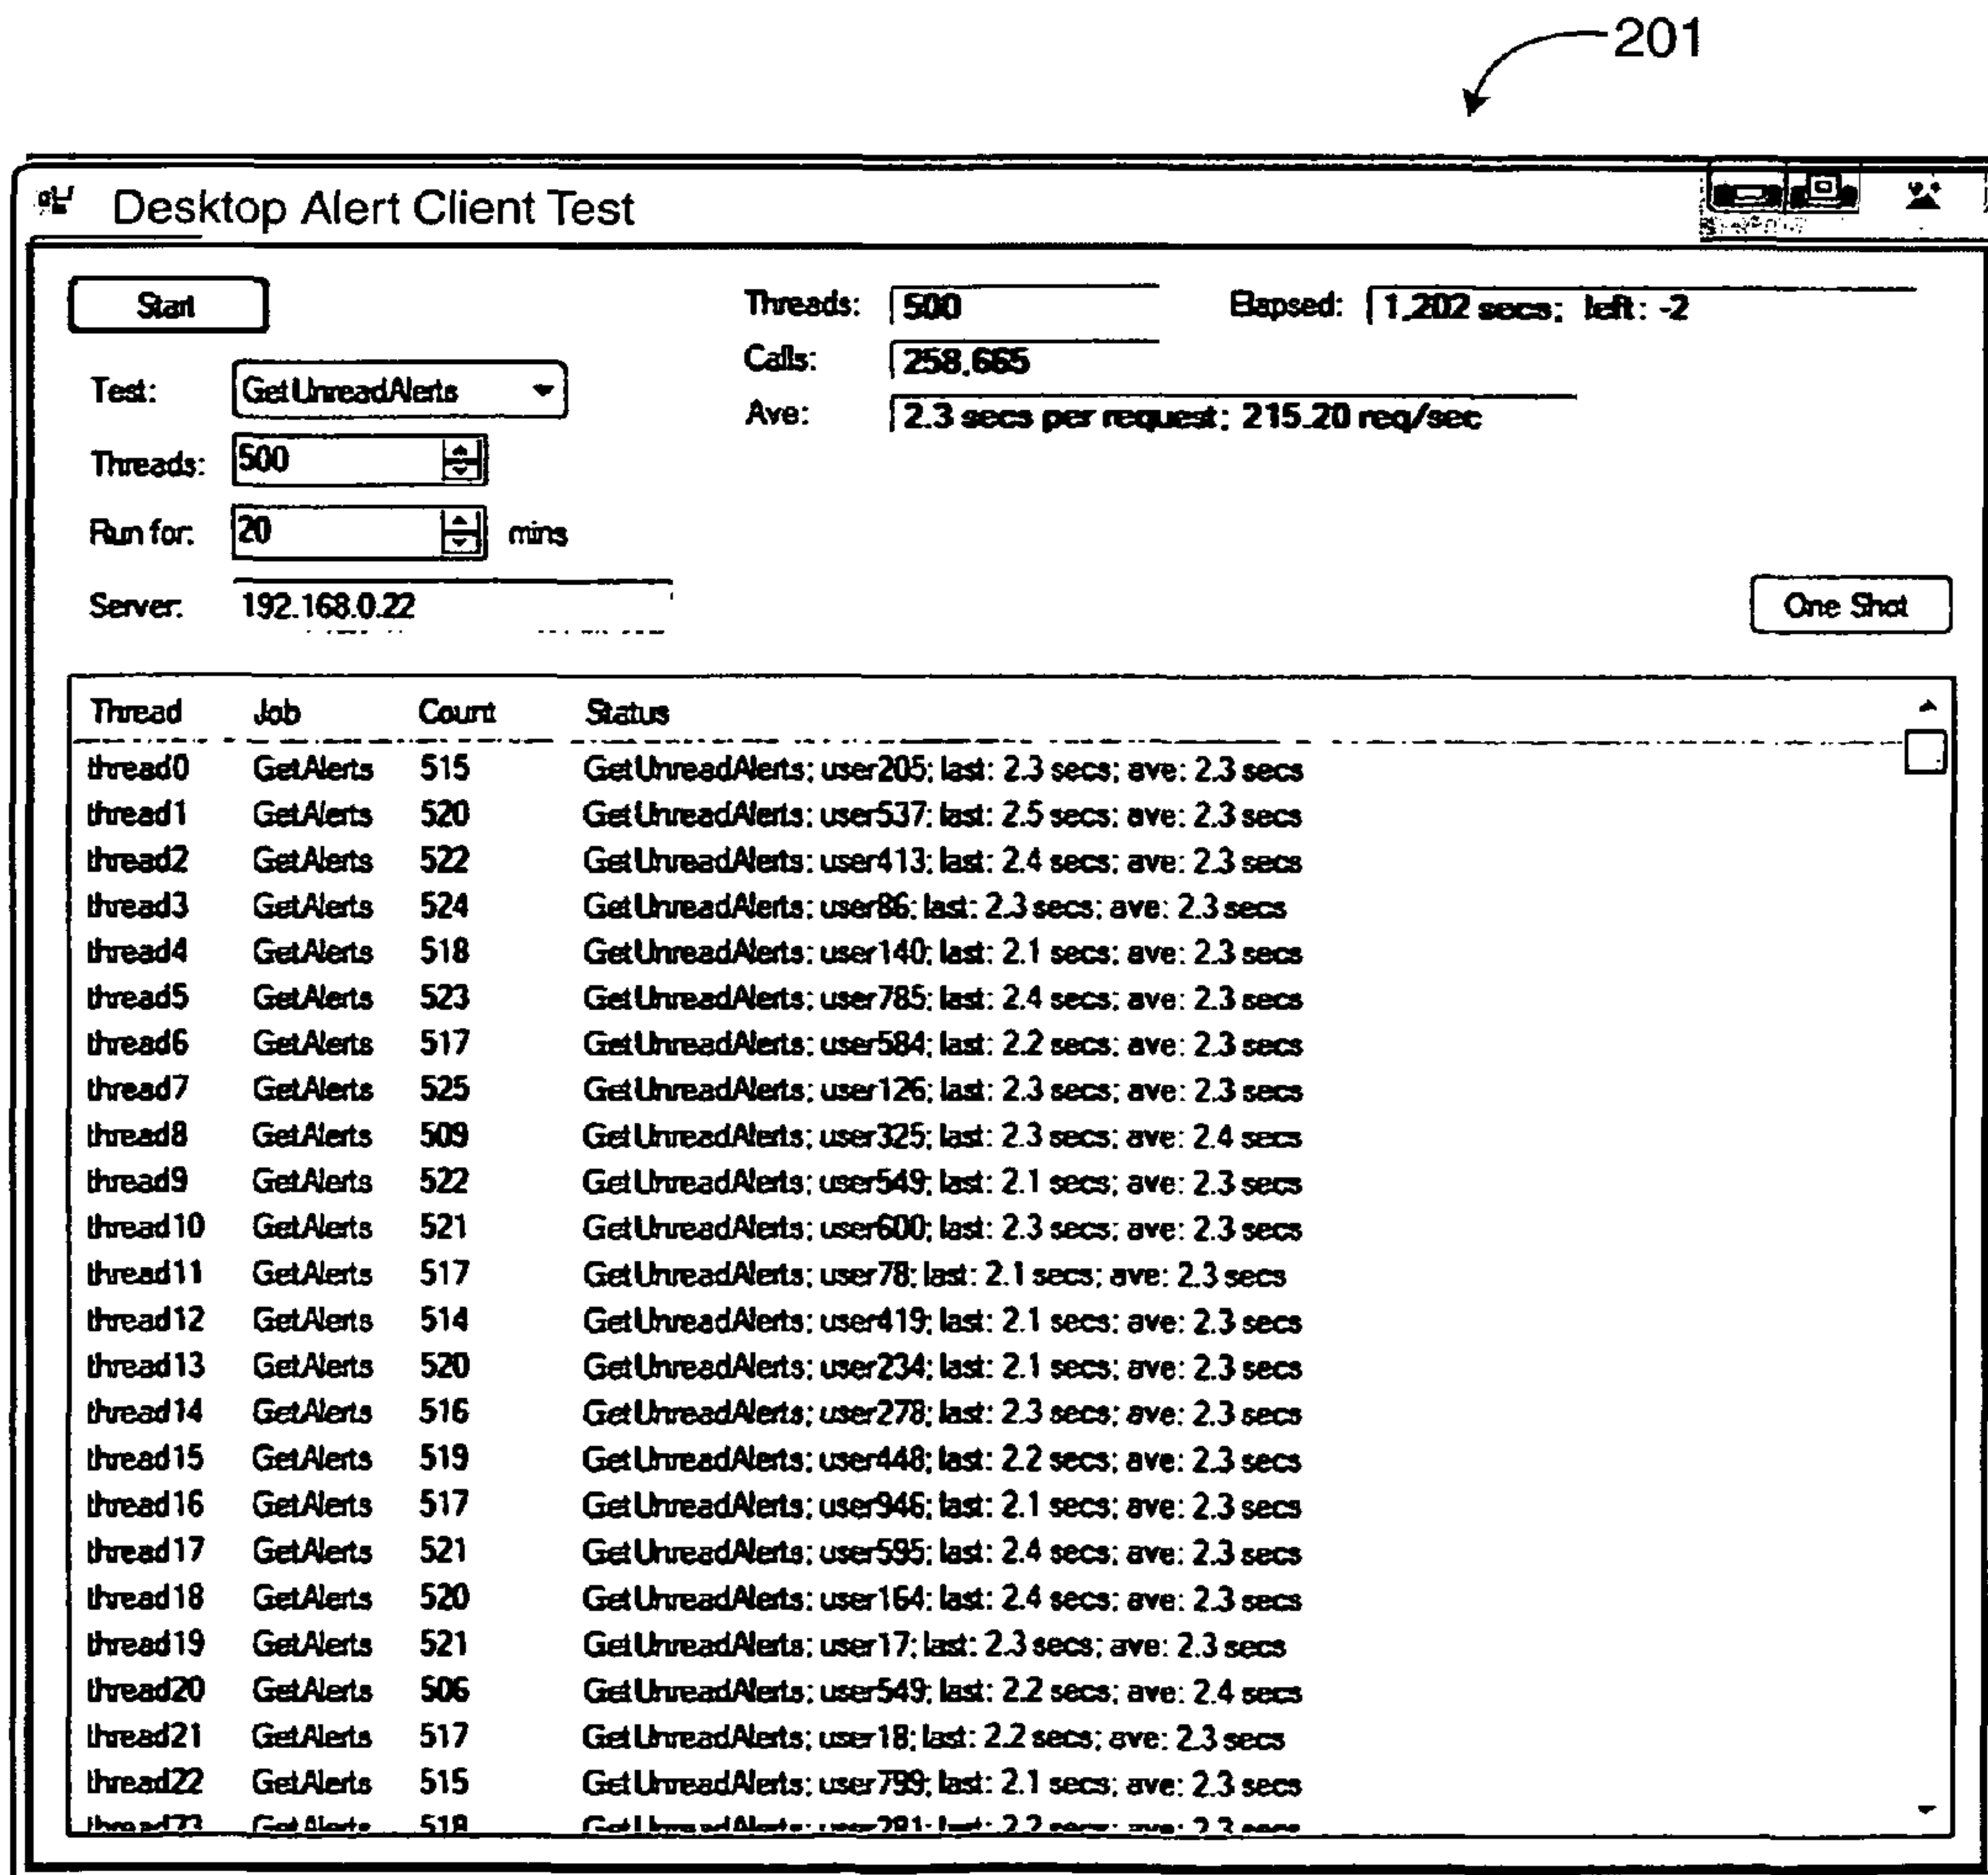 201
Desktop Alert Client Test
Start
Threads: 500 Elapsed: 1,202 secs; left: -2
Calls: 258,665
Test: GetUnreadAlerts
Ave: 2.3 secs per request; 215.20 req/sec
Threads: 500
Run for: 20 mins
Server: 192.168.0.22
One Shot
Thread Job Count Status
thread0 GetAlerts 515 GetUnreadAlerts; user205; last: 2.3 secs; ave: 2.3 secs
thread1 GetAlerts 520 GetUnreadAlerts; user537; last: 2.5 secs; ave: 2.3 secs
thread2 GetAlerts 522 GetUnreadAlerts; user413; last: 2.4 secs; ave: 2.3 secs
thread3 GetAlerts 524 GetUnreadAlerts; user86; last: 2.3 secs; ave: 2.3 secs
thread4 GetAlerts 518 GetUnreadAlerts; user140; last: 2.1 secs; ave: 2.3 secs
thread5 GetAlerts 523 GetUnreadAlerts; user785; last: 2.4 secs; ave: 2.3 secs
thread6 GetAlerts 517 GetUnreadAlerts; user584; last: 2.2 secs; ave: 2.3 secs
thread7 GetAlerts 525 GetUnreadAlerts; user126; last: 2.3 secs; ave: 2.3 secs
thread8 GetAlerts 509 GetUnreadAlerts; user325; last: 2.3 secs; ave: 2.4 secs
thread9 GetAlerts 522 GetUnreadAlerts; user549; last: 2.1 secs; ave: 2.3 secs
thread10 GetAlerts 521 GetUnreadAlerts; user600; last: 2.3 secs; ave: 2.3 secs
thread11 GetAlerts 517 GetUnreadAlerts; user78; last: 2.1 secs; ave: 2.3 secs
thread12 GetAlerts 514 GetUnreadAlerts; user419; last: 2.1 secs; ave: 2.3 secs
thread13 GetAlerts 520 GetUnreadAlerts; user234; last: 2.1 secs; ave: 2.3 secs
thread14 GetAlerts 516 GetUnreadAlerts; user278; last: 2.3 secs; ave: 2.3 secs
thread15 GetAlerts 519 GetUnreadAlerts; user448; last: 2.2 secs; ave: 2.3 secs
thread16 GetAlerts 517 GetUnreadAlerts; user946; last: 2.1 secs; ave: 2.3 secs
thread17 GetAlerts 521 GetUnreadAlerts; user595; last: 2.4 secs; ave: 2.3 secs
thread18 GetAlerts 520 GetUnreadAlerts; user164; last: 2.4 secs; ave: 2.3 secs
thread19 GetAlerts 521 GetUnreadAlerts; user17; last: 2.3 secs; ave: 2.3 secs
thread20 GetAlerts 506 GetUnreadAlerts; user549; last: 2.2 secs; ave: 2.4 secs
thread21 GetAlerts 517 GetUnreadAlerts; user18; last: 2.2 secs; ave: 2.3 secs
thread22 GetAlerts 515 GetUnreadAlerts; user799; last: 2.1 secs; ave: 2.3 secs
thread23 GetAlerts 518 GetUnreadAlerts; user281; last: 2.2 secs; ave: 2.3 secs